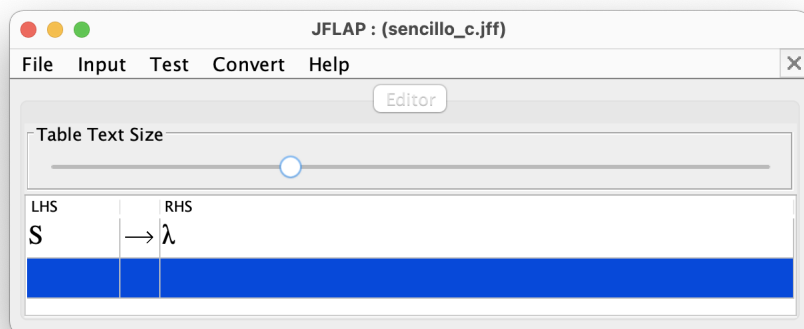 JFLAP : (sencillo_c.jff)
File Input Test Convert Help
Editor
Table Text Size
LHS RHS
S → λ